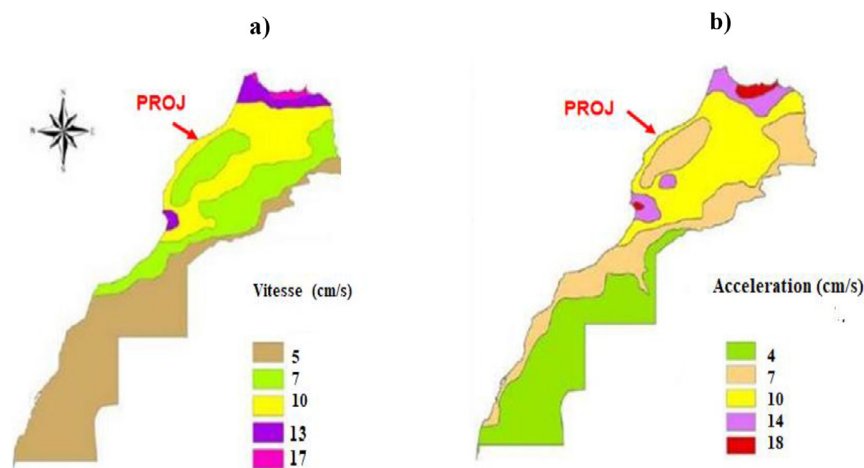 a)
PROJ
N
Vitesse (cm/s)
5
7
10
13
17
b)
PROJ
Acceleration (cm/s)
4
7
10
14
18